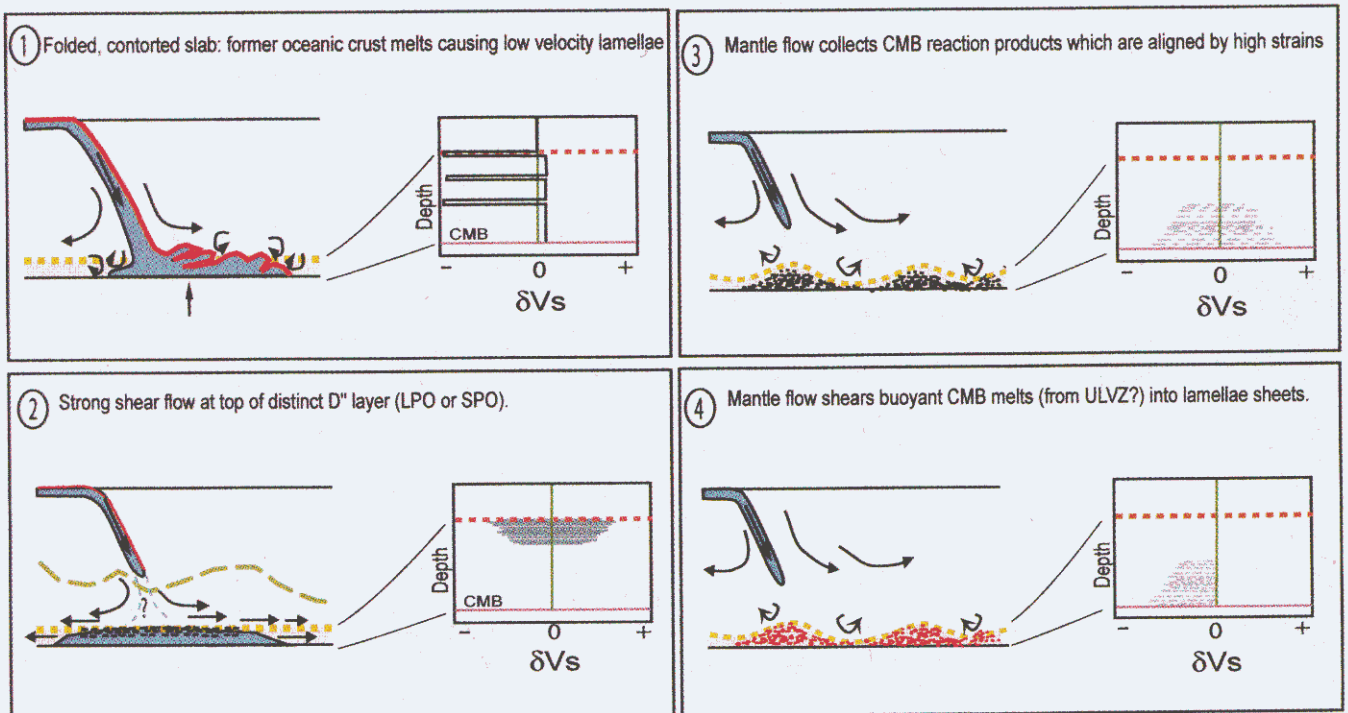 1 Folded, contorted slab: former oceanic crust melts causing low velocity lamellae
Depth
CMB
- 0 +
δVs
2 Strong shear flow at top of distinct D" layer (LPO or SPO).
?
Depth
CMB
- 0 +
δVs
3 Mantle flow collects CMB reaction products which are aligned by high strains
Depth
- 0 +
δVs
4 Mantle flow shears buoyant CMB melts (from ULVZ?) into lamellae sheets.
Depth
- 0 +
δVs